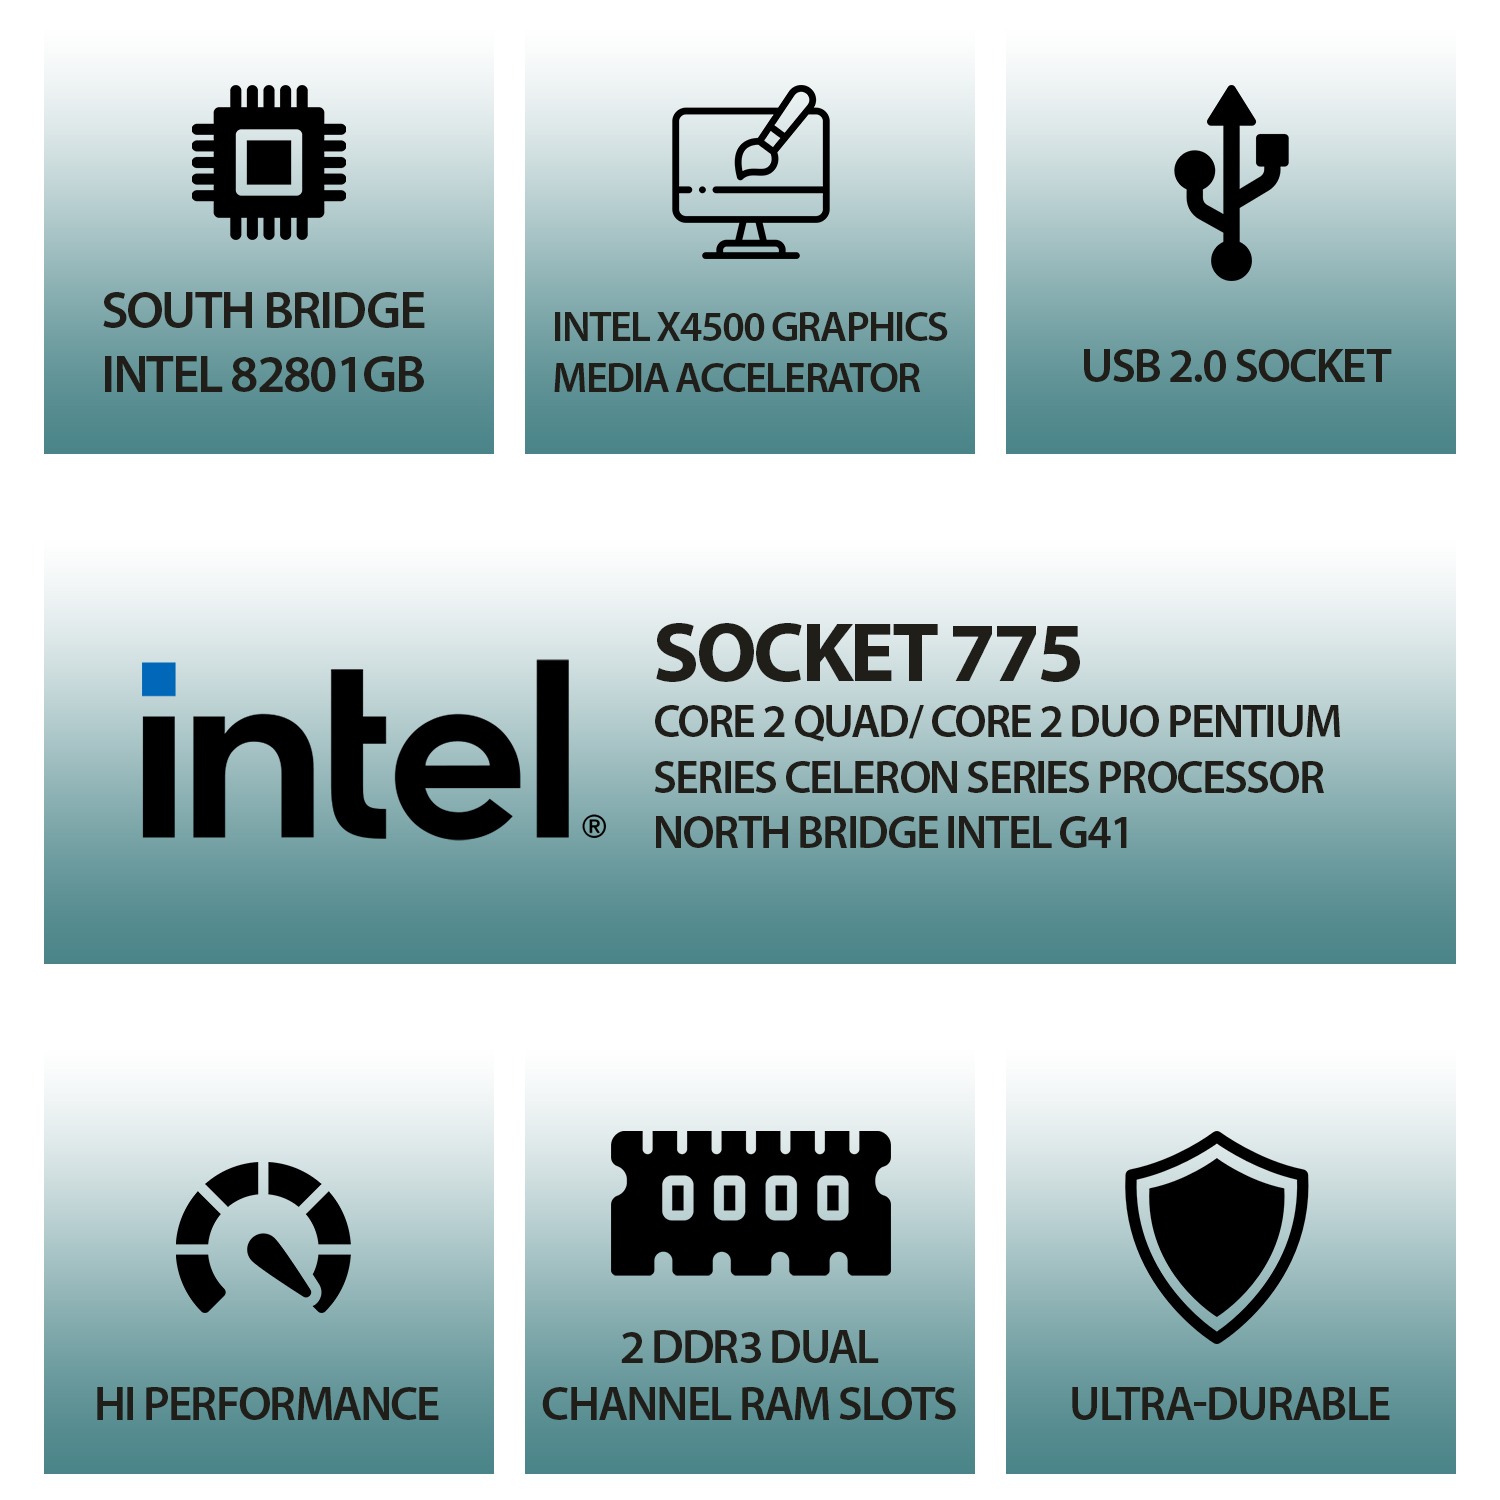 SOUTH BRIDGE
INTEL 82801GB
INTEL X4500 GRAPHICS
MEDIA ACCELERATOR
USB 2.0 SOCKET
intel®
SOCKET 775
CORE 2 QUAD/ CORE 2 DUO PENTIUM
SERIES CELERON SERIES PROCESSOR
NORTH BRIDGE INTEL G41
HI PERFORMANCE
2 DDR3 DUAL
CHANNEL RAM SLOTS
ULTRA-DURABLE